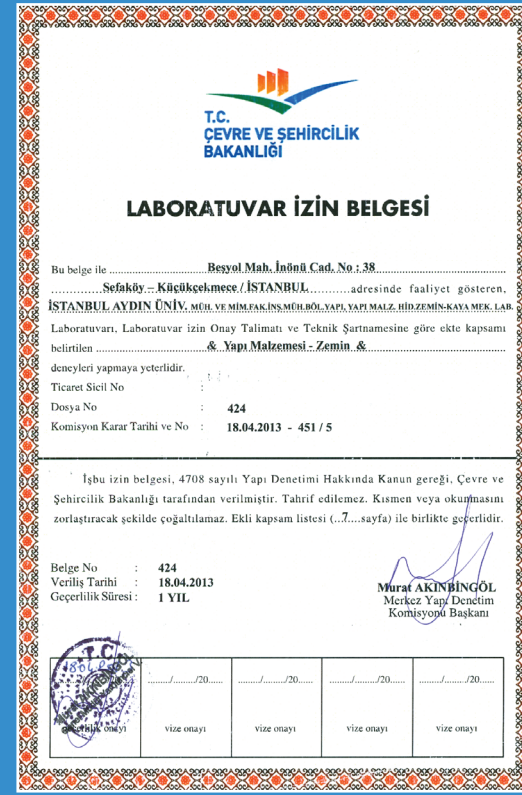 T.C.
ÇEVRE VE ŞEHİRCİLİK
BAKANLIĞI
LABORATUVAR İZİN BELGESİ
Bu belge ile ........ Beşyol Mah. İnönü Cad. No : 38
Sefaköy – Küçükçekmece / İSTANBUL ........ adresinde faaliyet gösteren,
İSTANBUL AYDIN ÜNİV. MÜH. VE MİM.FAK.İNŞ.MÜH.BÖL.YAPI, YAPI MALZ. HİD.ZEMİN-KAYA MEK. LAB.
Laboratuvarı, Laboratuvar izin Onay Talimatı ve Teknik Şartnamesine göre ekte kapsamı
belirtilen ........ & Yapı Malzemesi - Zemin &
deneyleri yapmaya yeterlidir.
Ticaret Sicil No :
Dosya No : 424
Komisyon Karar Tarihi ve No : 18.04.2013 - 451 / 5
İşbu izin belgesi, 4708 sayılı Yapı Denetimi Hakkında Kanun gereği, Çevre ve
Şehircilik Bakanlığı tarafından verilmiştir. Tahrif edilemez. Kısmen veya okunmasını
zorlaştıracak şekilde çoğaltılamaz. Ekli kapsam listesi (...7....sayfa) ile birlikte geçerlidir.
Belge No : 424
Veriliş Tarihi : 18.04.2013
Geçerlilik Süresi : 1 YIL
Murat AKINBİNGÖL
Merkez Yapı Denetim
Komisyonu Başkanı
T.C.
geçerlilik onayı
....../....../20...... ....../....../20...... ....../....../20...... ....../....../20......
vize onayı vize onayı vize onayı vize onayı